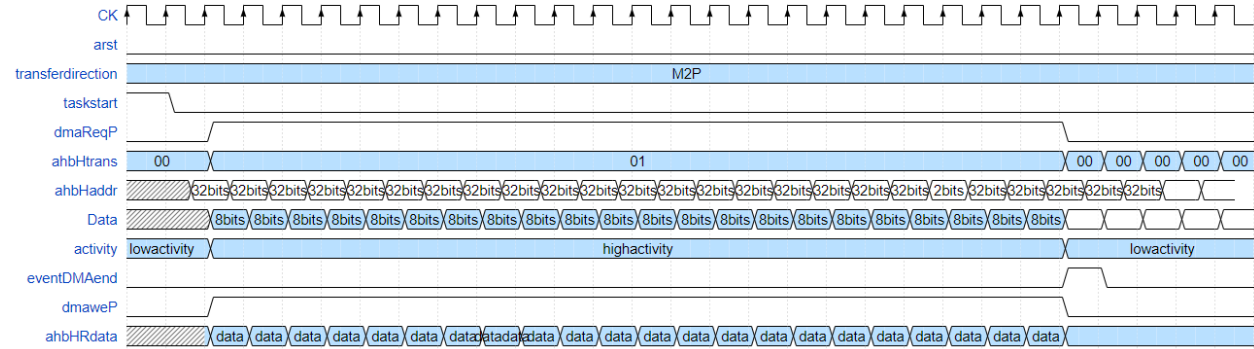 CK
arst
transferdirection M2P
taskstart
dmaReqP
ahbHtrans 00 01 00 00 00 00 00
ahbHaddr 32bits 32bits 32bits 32bits 32bits 32bits 32bits 32bits 32bits 32bits 32bits 32bits 32bits 32bits 32bits 32bits 32bits 32bits 32bits 2bits 32bits 32bits 32bits 32bits 32bits
Data 8bits 8bits 8bits 8bits 8bits 8bits 8bits 8bits 8bits 8bits 8bits 8bits 8bits 8bits 8bits 8bits 8bits 8bits 8bits 8bits 8bits 8bits
activity lowactivity highactivity lowactivity
eventDMAend
dmaweP
ahbHRdata data data data data data data data data data data data data data data data data data data data data data data data